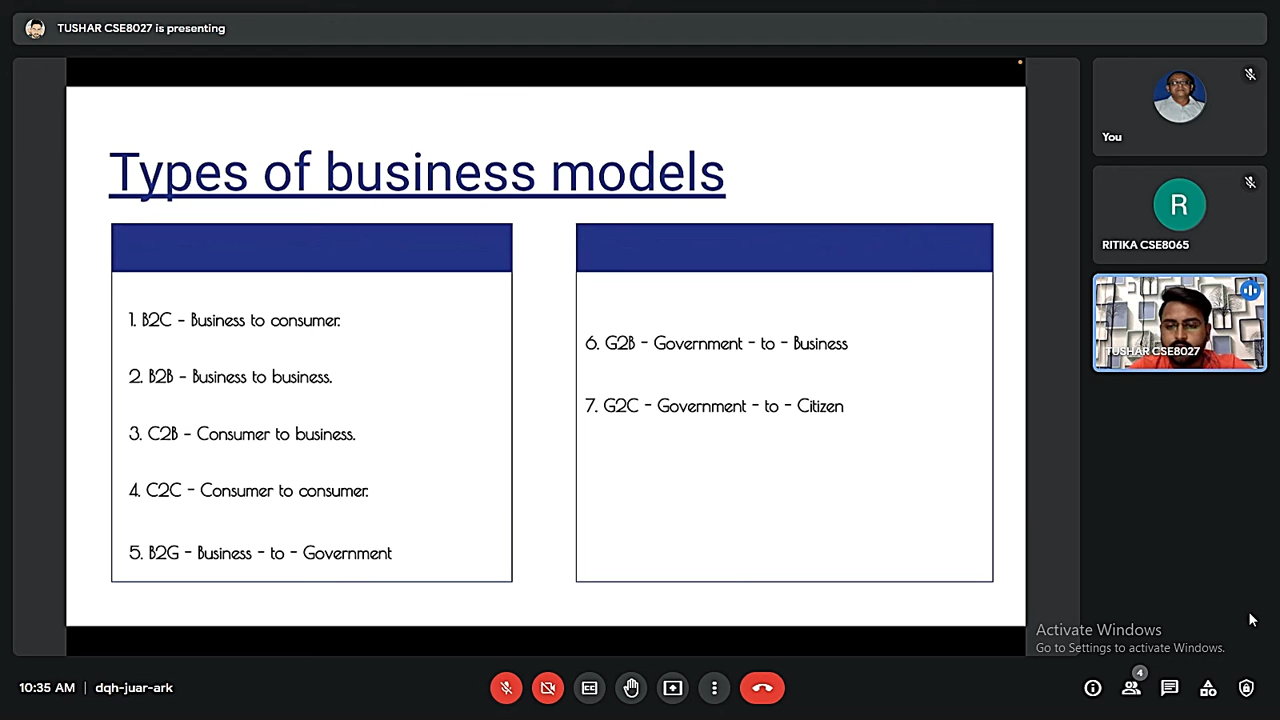 TUSHAR CSE8027 is presenting
Types of business models
1. B2C - Business to consumer.
2. B2B - Business to business.
3. C2B - Consumer to business.
4. C2C - Consumer to consumer.
5. B2G - Business - to - Government
6. G2B - Government - to - Business
7. G2C - Government - to - Citizen
You
R
RITIKA CSE8065
TUSHAR CSE8027
Activate Windows
Go to Settings to activate Windows.
10:35 AM | dqh-juar-ark
CC
4